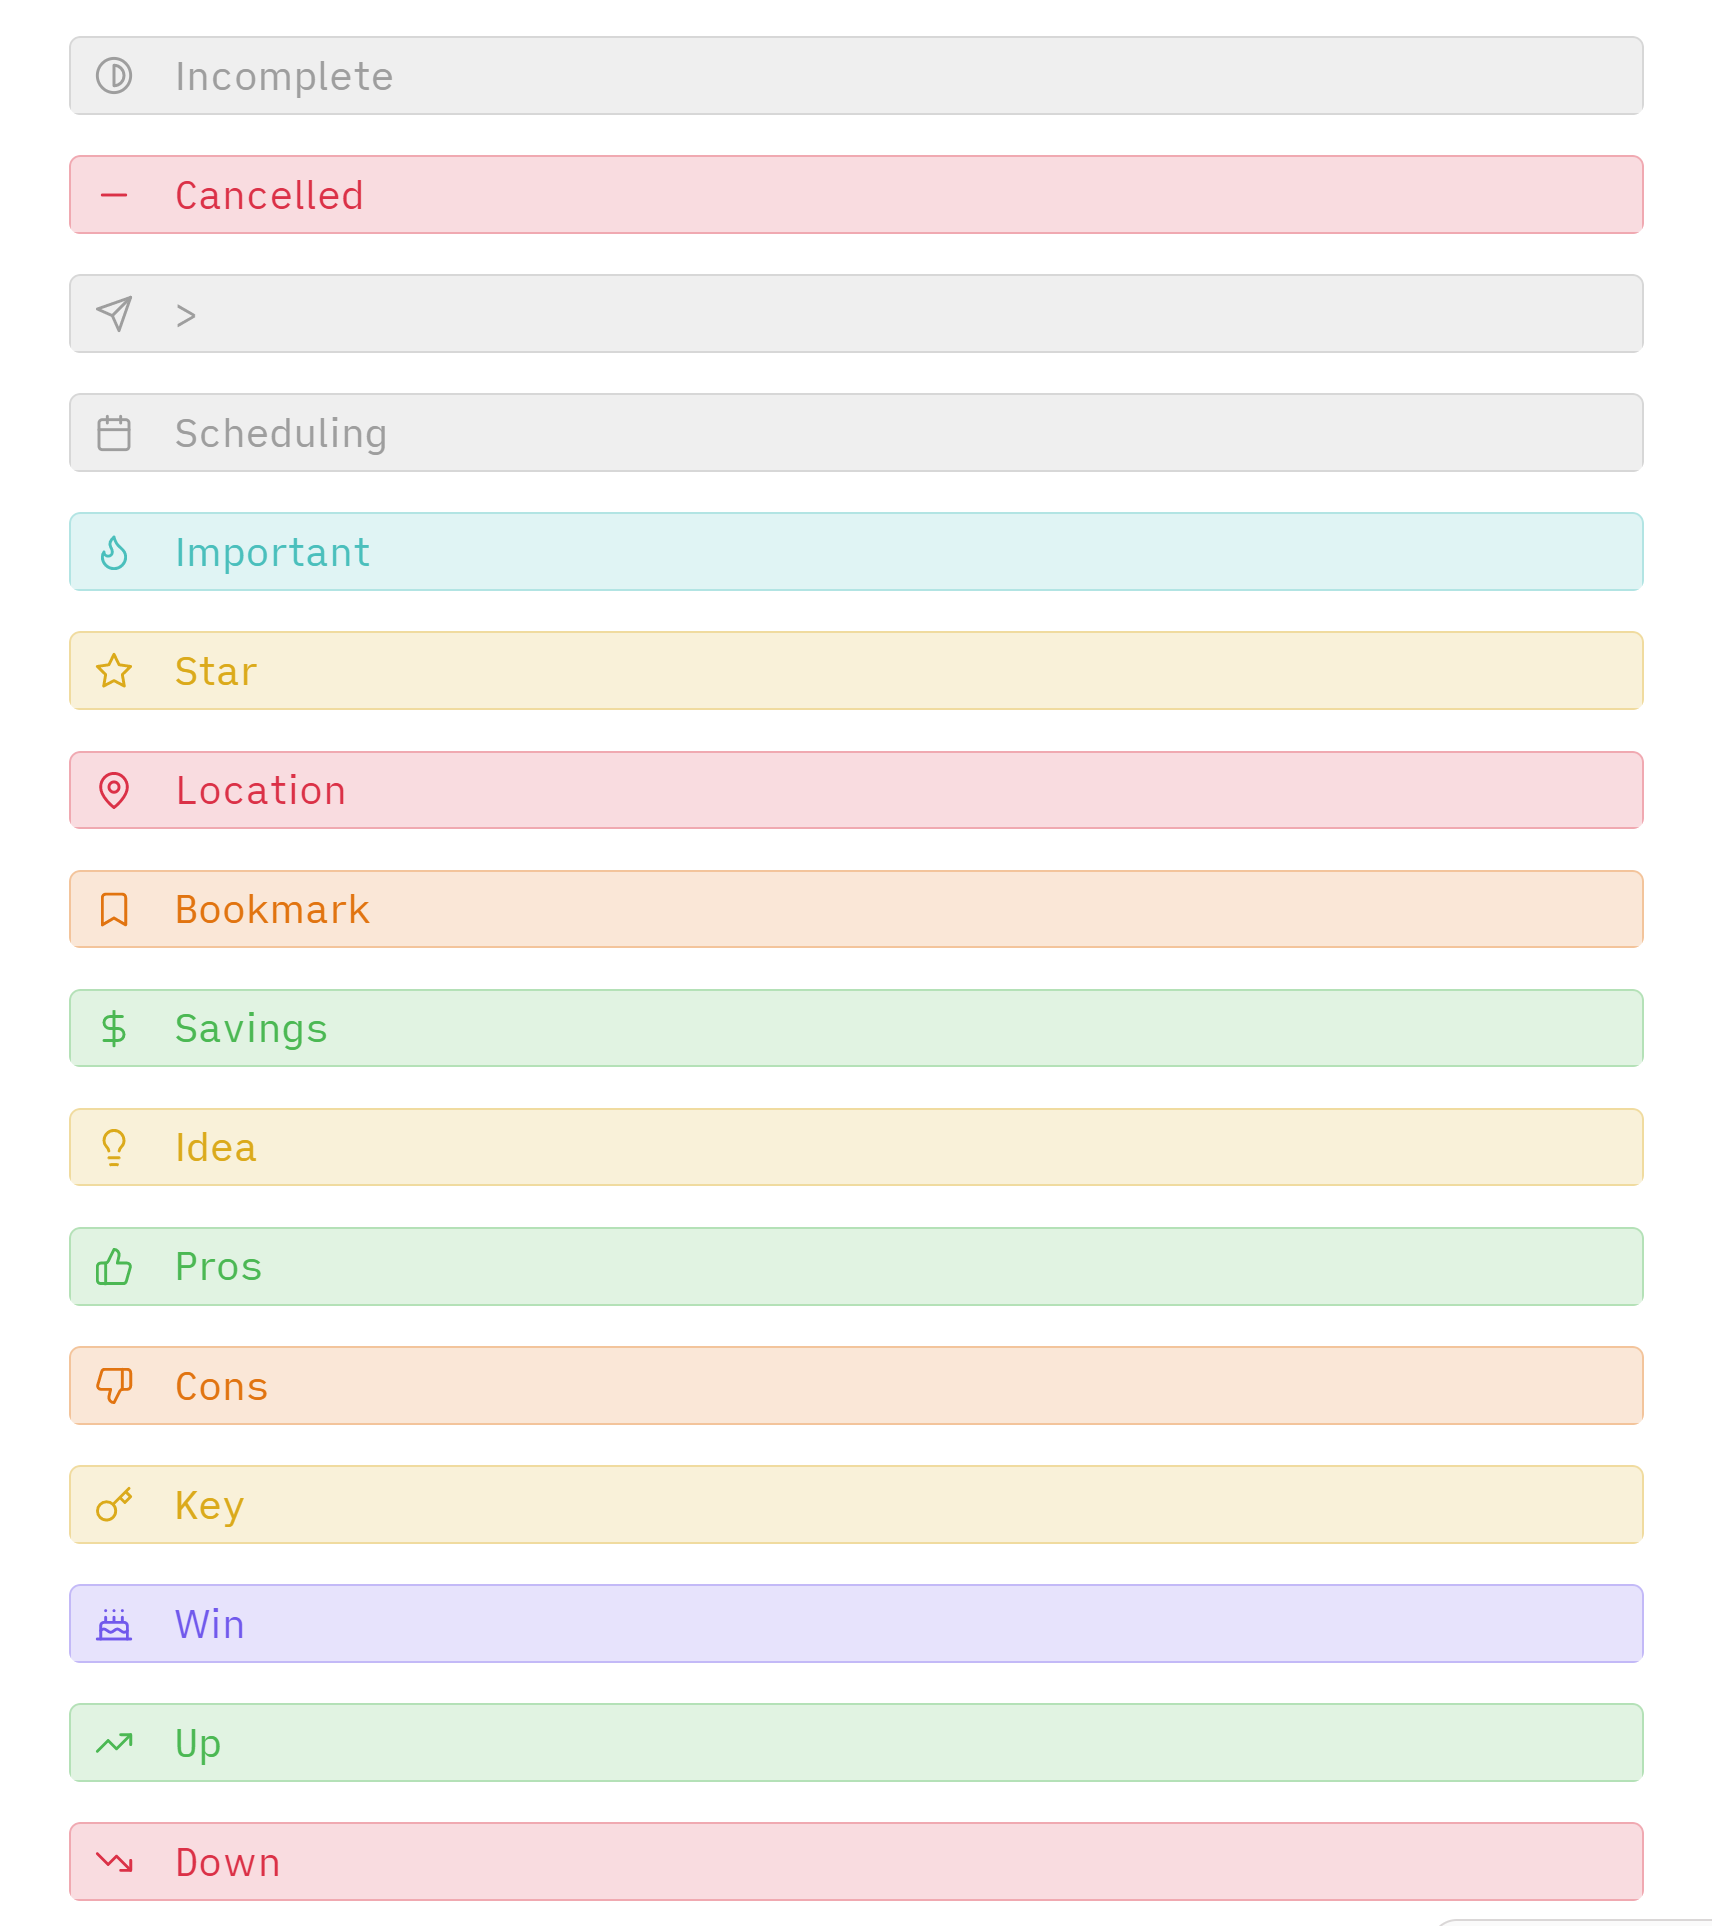 Incomplete
Cancelled
>
Scheduling
Important
Star
Location
Bookmark
Savings
Idea
Pros
Cons
Key
Win
Up
Down